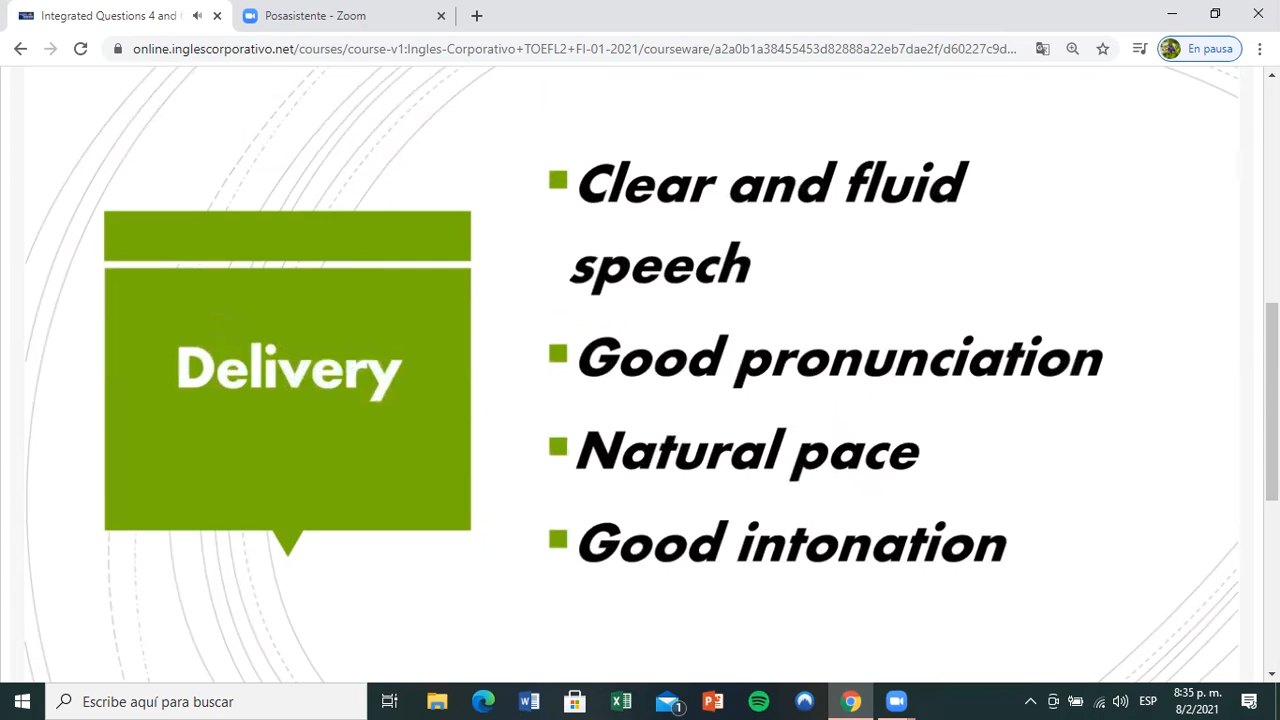 Integrated Questions 4 and
Posasistente - Zoom
online.inglescorporativo.net/courses/course-v1:Ingles-Corporativo+TOEFL2+FI-01-2021/courseware/a2a0b1a38455453d82888a22eb7dae2f/d60227c9d...
En pausa
Delivery
Clear and fluid
speech
Good pronunciation
Natural pace
Good intonation
Escribe aquí para buscar
1
ESP
8:35 p. m.
8/2/2021